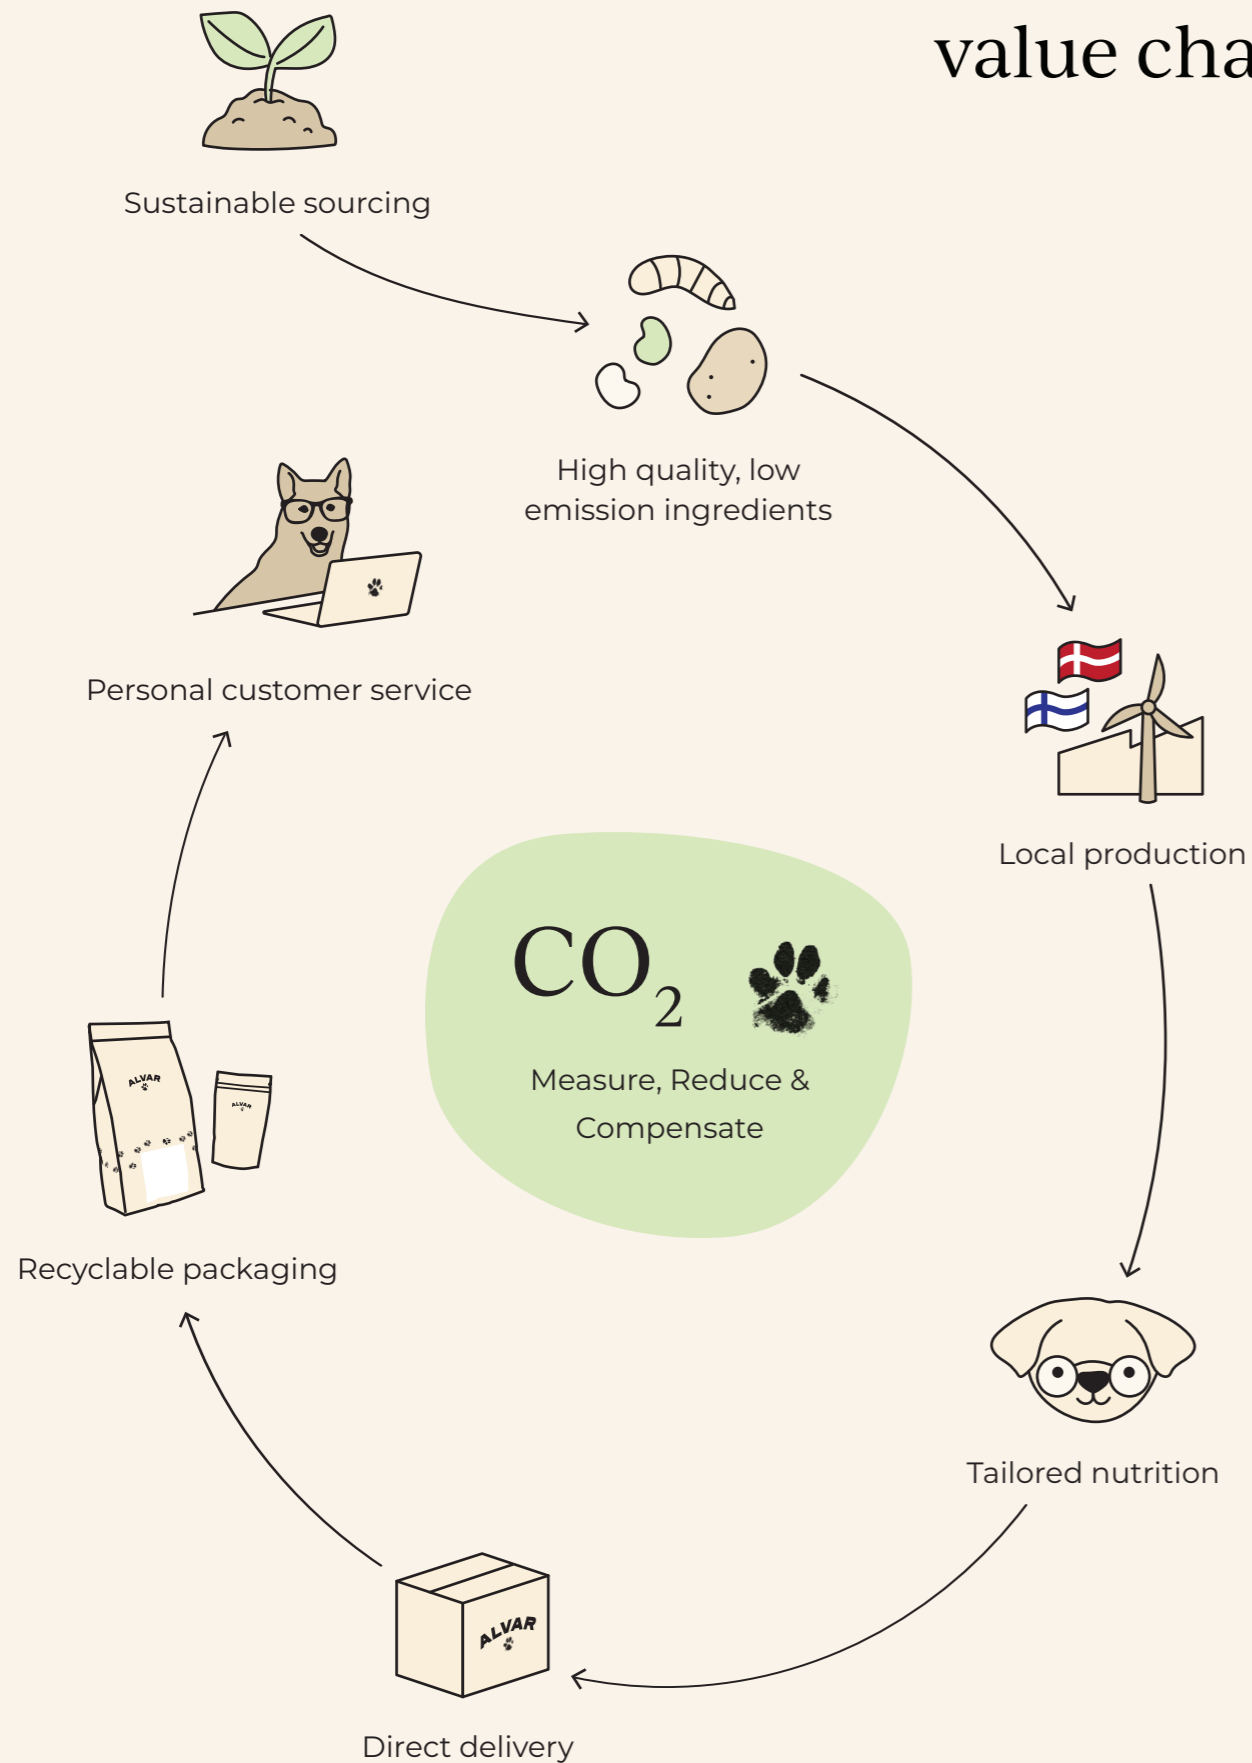 value cha
Sustainable sourcing
High quality, low
emission ingredients
Personal customer service
Local production
CO₂
Measure, Reduce &
Compensate
ALVAR
ALVAR
Recyclable packaging
Tailored nutrition
ALVAR
Direct delivery